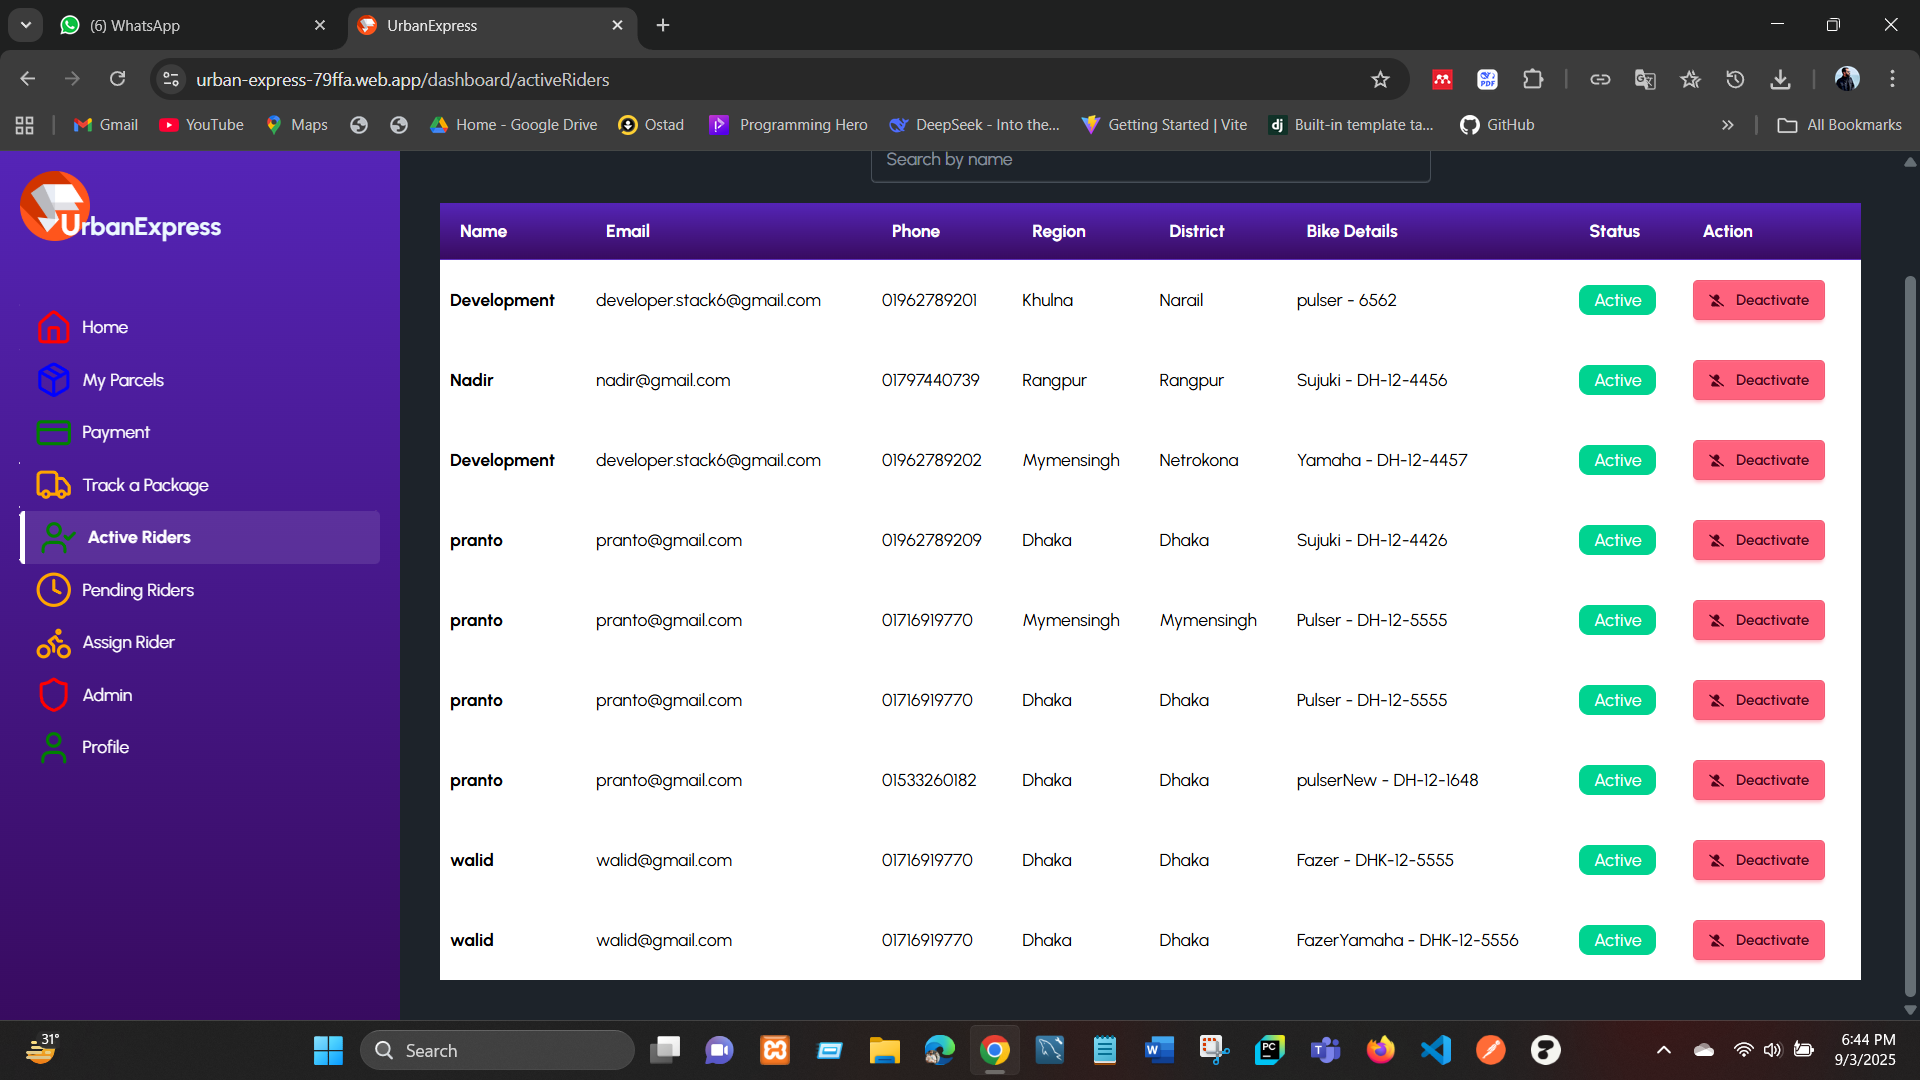 (6) WhatsApp
UrbanExpress
urban-express-79ffa.web.app/dashboard/activeRiders
Gmail YouTube Maps Home - Google Drive Ostad Programming Hero DeepSeek - Into the... Getting Started | Vite Built-in template ta... GitHub All Bookmarks
UrbanExpress
Home
My Parcels
Payment
Track a Package
Active Riders
Pending Riders
Assign Rider
Admin
Profile
Search by name
Name Email Phone Region District Bike Details Status Action
Development developer.stack6@gmail.com 01962789201 Khulna Narail pulser - 6562 Active Deactivate
Nadir nadir@gmail.com 01797440739 Rangpur Rangpur Sujuki - DH-12-4456 Active Deactivate
Development developer.stack6@gmail.com 01962789202 Mymensingh Netrokona Yamaha - DH-12-4457 Active Deactivate
pranto pranto@gmail.com 01962789209 Dhaka Dhaka Sujuki - DH-12-4426 Active Deactivate
pranto pranto@gmail.com 01716919770 Mymensingh Mymensingh Pulser - DH-12-5555 Active Deactivate
pranto pranto@gmail.com 01716919770 Dhaka Dhaka Pulser - DH-12-5555 Active Deactivate
pranto pranto@gmail.com 01533260182 Dhaka Dhaka pulserNew - DH-12-1648 Active Deactivate
walid walid@gmail.com 01716919770 Dhaka Dhaka Fazer - DHK-12-5555 Active Deactivate
walid walid@gmail.com 01716919770 Dhaka Dhaka FazerYamaha - DHK-12-5556 Active Deactivate
31°
Search
6:44 PM
9/3/2025